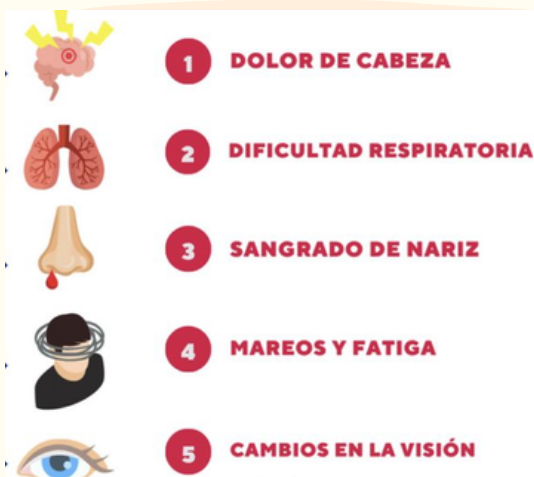 1 DOLOR DE CABEZA
2 DIFICULTAD RESPIRATORIA
3 SANGRADO DE NARIZ
4 MAREOS Y FATIGA
5 CAMBIOS EN LA VISIÓN